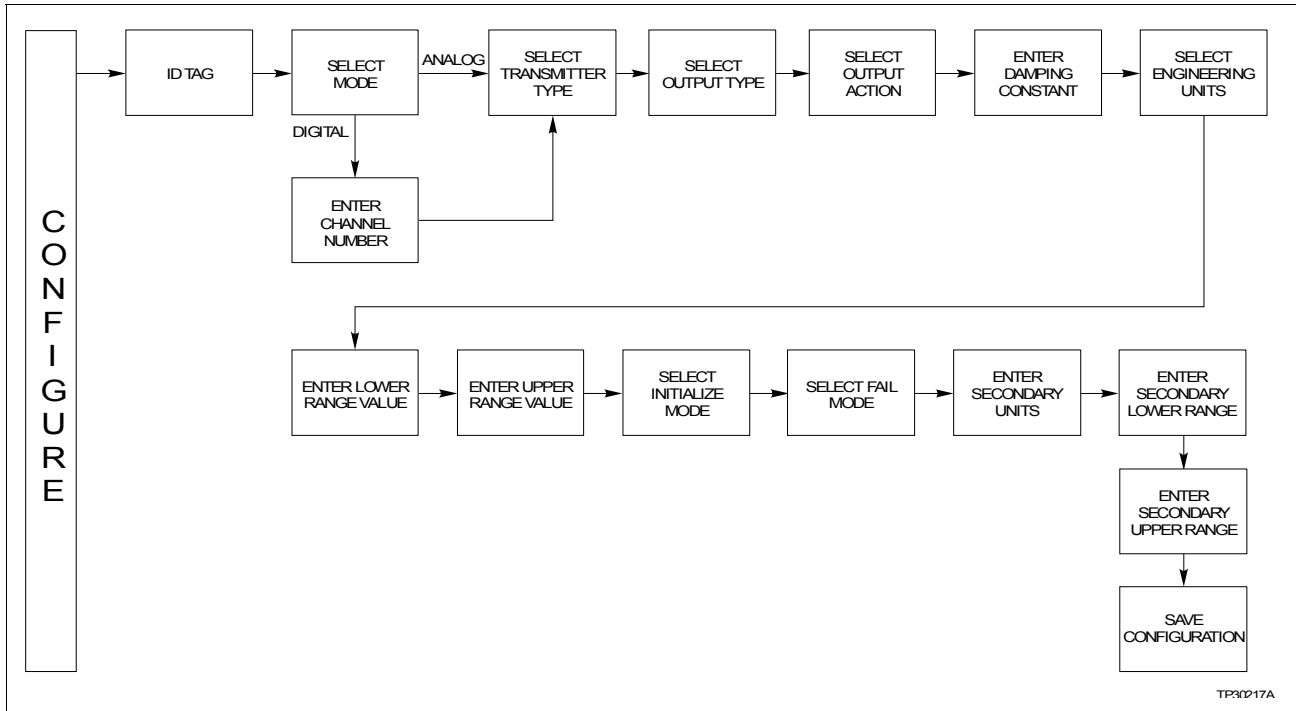 CONFIGURE
ID TAG
SELECT
MODE
ANALOG
DIGITAL
ENTER
CHANNEL
NUMBER
SELECT
TRANSMITTER
TYPE
SELECT
OUTPUT TYPE
SELECT
OUTPUT
ACTION
ENTER
DAMPING
CONSTANT
SELECT
ENGINEERING
UNITS
ENTER LOWER
RANGE VALUE
ENTER UPPER
RANGE VALUE
SELECT
INITIALIZE
MODE
SELECT FAIL
MODE
ENTER
SECONDARY
UNITS
ENTER
SECONDARY
LOWER RANGE
ENTER
SECONDARY
UPPER RANGE
SAVE
CONFIGURATION
TP30217A